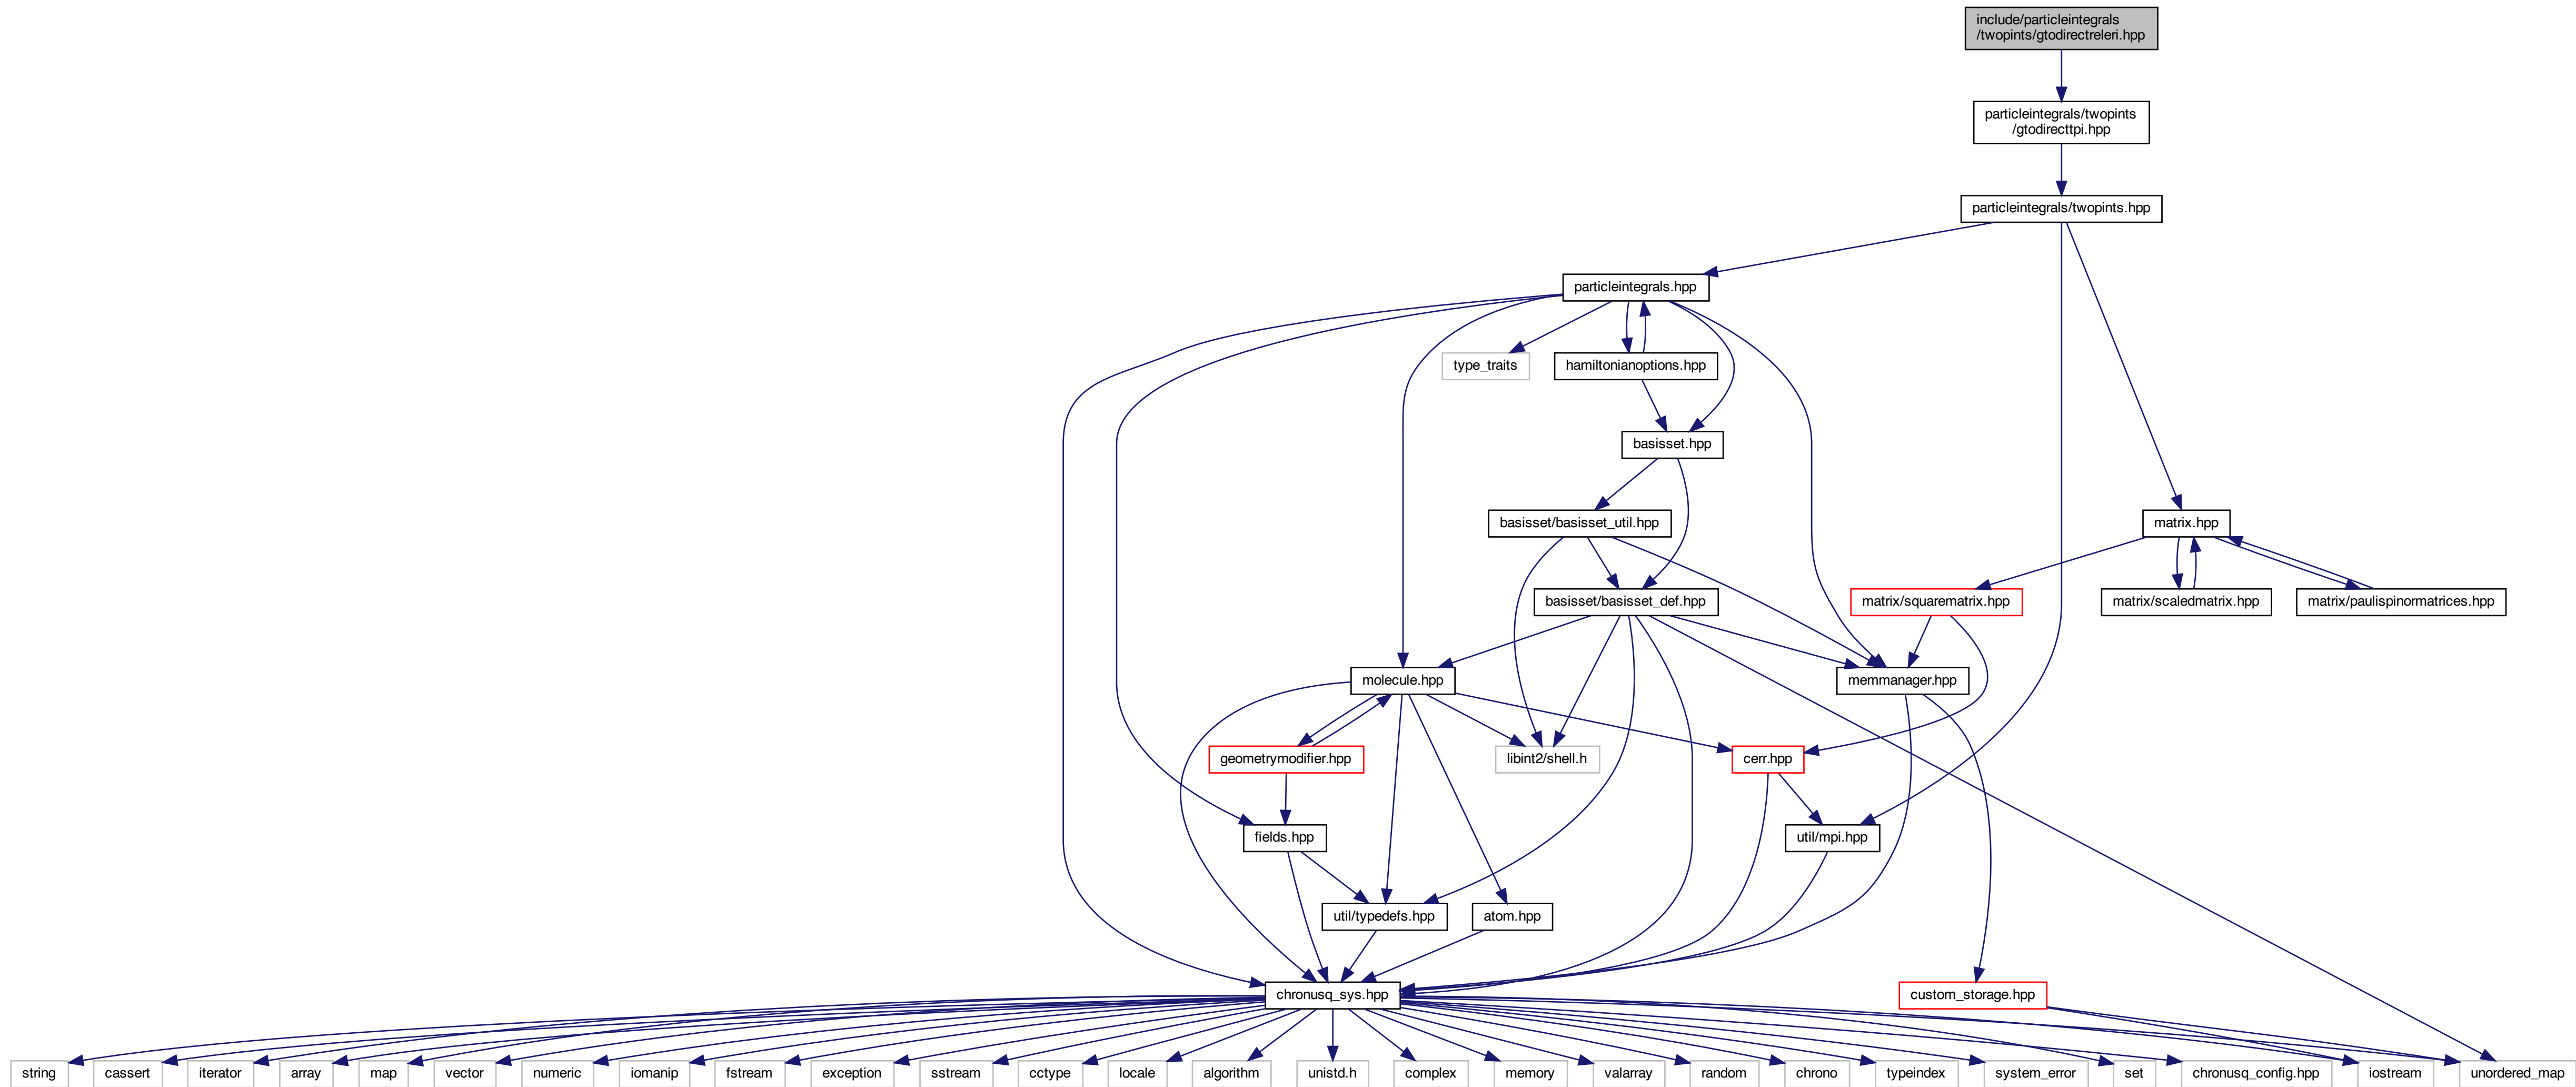 include/particleintegrals
/twopints/gtodirectreleri.hpp
particleintegrals/twopints
/gtodirecttpi.hpp
particleintegrals/twopints.hpp
particleintegrals.hpp
type_traits
hamiltonianoptions.hpp
basisset.hpp
basisset/basisset_util.hpp
matrix.hpp
basisset/basisset_def.hpp
matrix/squarematrix.hpp
matrix/scaledmatrix.hpp
matrix/paulispinormatrices.hpp
molecule.hpp
memmanager.hpp
geometrymodifier.hpp
libint2/shell.h
cerr.hpp
fields.hpp
util/mpi.hpp
util/typedefs.hpp
atom.hpp
chronusq_sys.hpp
custom_storage.hpp
string
cassert
iterator
array
map
vector
numeric
iomanip
fstream
exception
sstream
cctype
locale
algorithm
unistd.h
complex
memory
valarray
random
chrono
typeindex
system_error
set
chronusq_config.hpp
iostream
unordered_map